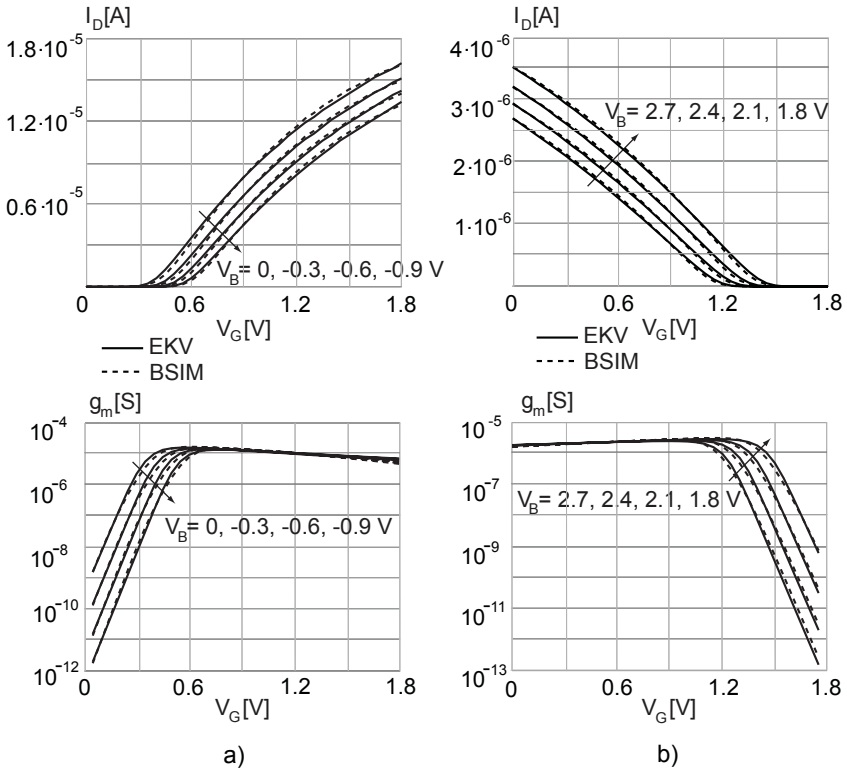 I_D[A]
1.8·10^-5
1.2·10^-5
0.6·10^-5
V_B= 0, -0.3, -0.6, -0.9 V
0 0.6 1.2 1.8
V_G[V]
EKV
BSIM
I_D[A]
4·10^-6
3·10^-6
2·10^-6
1·10^-6
V_B= 2.7, 2.4, 2.1, 1.8 V
0 0.6 1.2 1.8
V_G[V]
EKV
BSIM
g_m[S]
10^-4
10^-6
10^-8
10^-10
10^-12
V_B= 0, -0.3, -0.6, -0.9 V
0 0.6 1.2 1.8
V_G[V]
a)
g_m[S]
10^-5
10^-7
10^-9
10^-11
10^-13
V_B= 2.7, 2.4, 2.1, 1.8 V
0 0.6 1.2 1.8
V_G[V]
b)